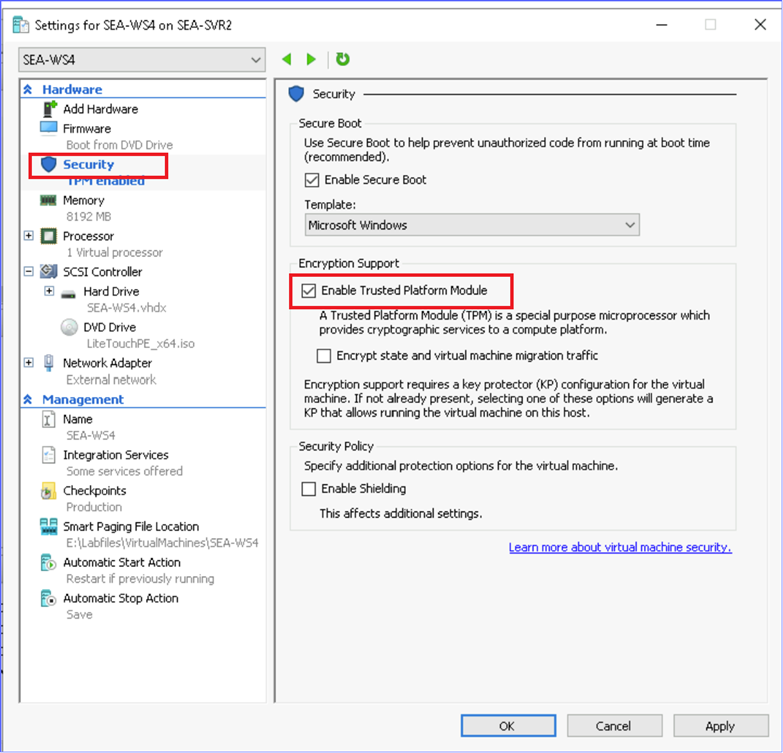 Settings for SEA-WS4 on SEA-SVR2
SEA-WS4
Hardware
Add Hardware
Firmware
Boot from DVD Drive
Security
TPM enabled
Memory
8192 MB
Processor
1 Virtual processor
SCSI Controller
Hard Drive
SEA-WS4.vhdx
DVD Drive
LiteTouchPE_x64.iso
Network Adapter
External network
Management
Name
SEA-WS4
Integration Services
Some services offered
Checkpoints
Production
Smart Paging File Location
E:\Labfiles\VirtualMachines\SEA-WS4
Automatic Start Action
Restart if previously running
Automatic Stop Action
Save
Security
Secure Boot
Use Secure Boot to help prevent unauthorized code from running at boot time
(recommended).
Enable Secure Boot
Template:
Microsoft Windows
Encryption Support
Enable Trusted Platform Module
A Trusted Platform Module (TPM) is a special purpose microprocessor which
provides cryptographic services to a compute platform.
Encrypt state and virtual machine migration traffic
Encryption support requires a key protector (KP) configuration for the virtual
machine. If not already present, selecting one of these options will generate a
KP that allows running the virtual machine on this host.
Security Policy
Specify additional protection options for the virtual machine.
Enable Shielding
This affects additional settings.
Learn more about virtual machine security.
OK
Cancel
Apply